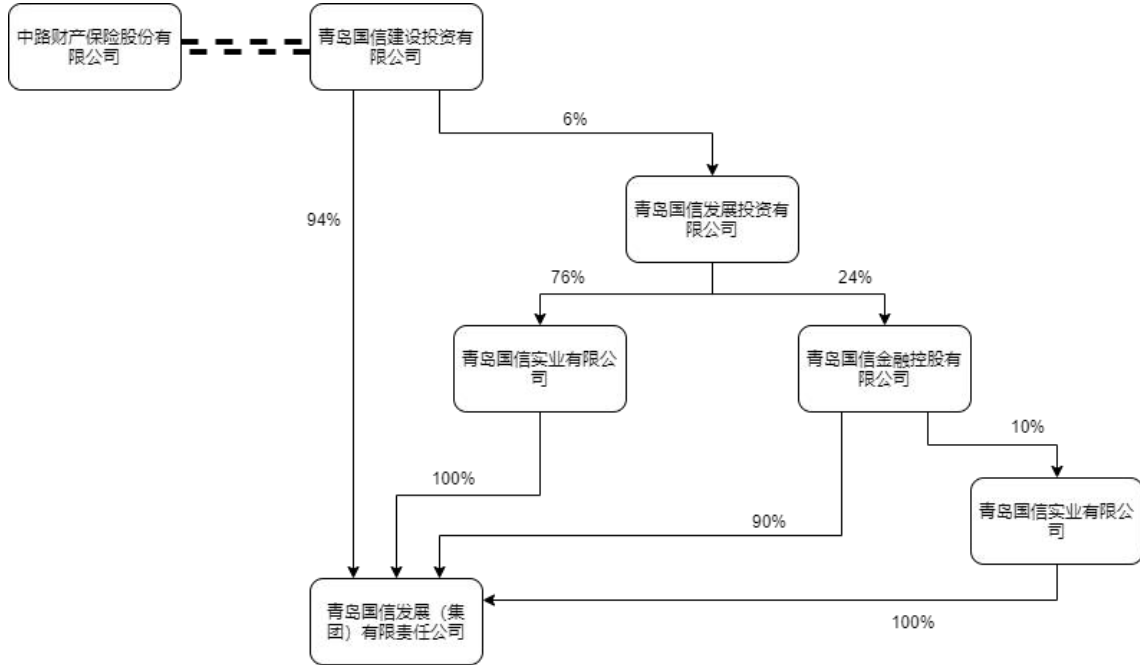 中路财产保险股份有
限公司
青岛国信建设投资有
限公司
6%
94%
青岛国信发展投资有
限公司
76%
24%
青岛国信实业有限公
司
青岛国信金融控股有
限公司
10%
100%
青岛国信实业有限公
司
90%
青岛国信发展（集
团）有限责任公司
100%